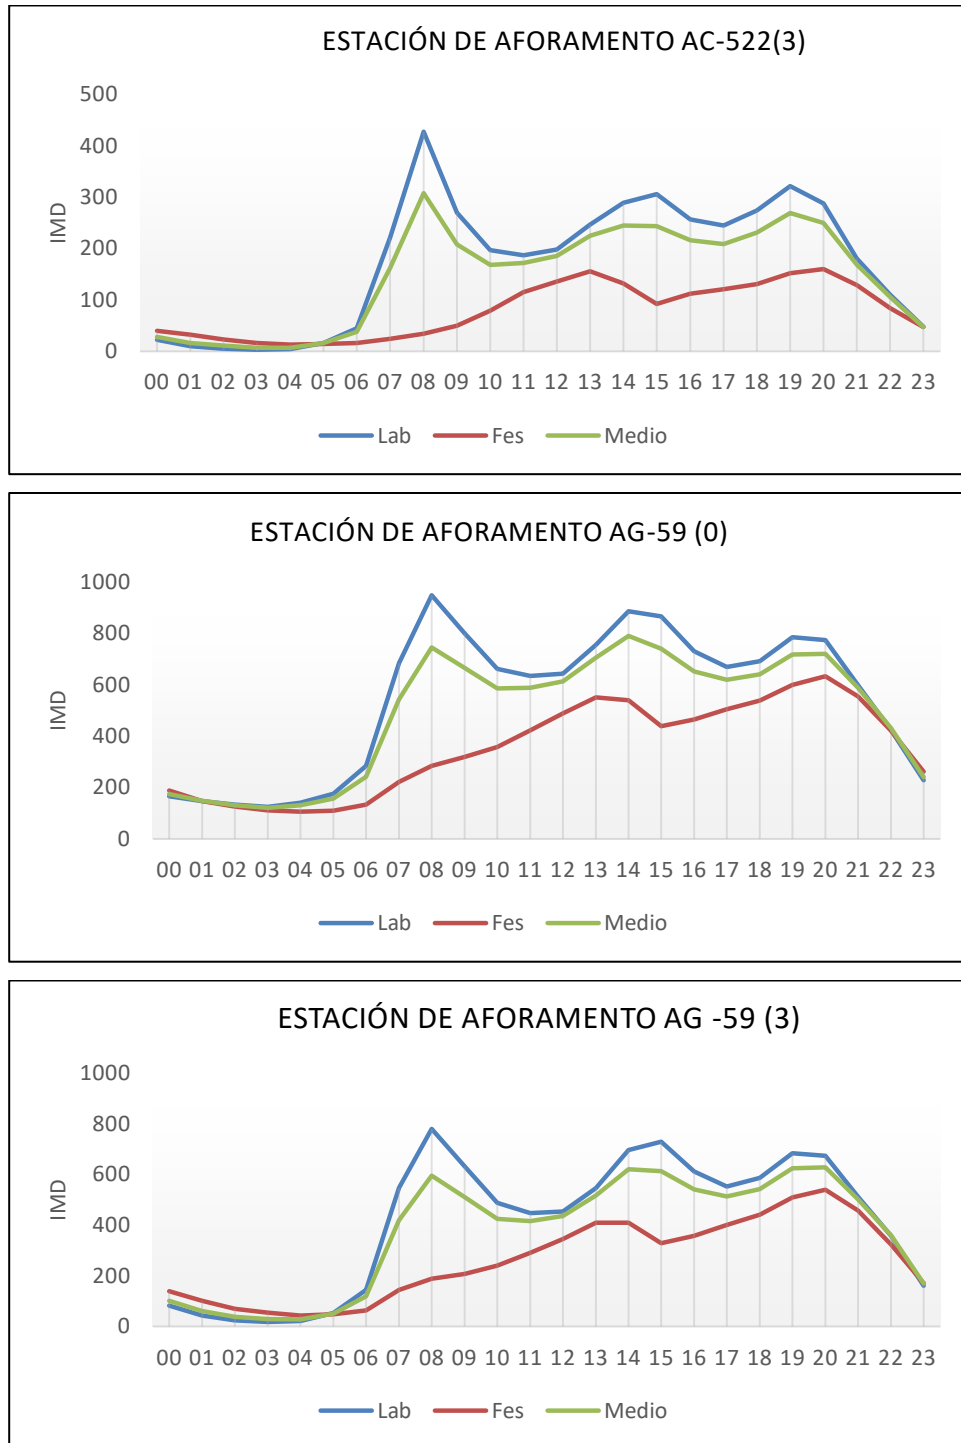 ESTACIÓN DE AFORAMENTO AC-522(3)
500
400
300
200
100
0
IMD
00 01 02 03 04 05 06 07 08 09 10 11 12 13 14 15 16 17 18 19 20 21 22 23
Lab Fes Medio
ESTACIÓN DE AFORAMENTO AG-59 (0)
1000
800
600
400
200
0
IMD
00 01 02 03 04 05 06 07 08 09 10 11 12 13 14 15 16 17 18 19 20 21 22 23
Lab Fes Medio
ESTACIÓN DE AFORAMENTO AG -59 (3)
1000
800
600
400
200
0
IMD
00 01 02 03 04 05 06 07 08 09 10 11 12 13 14 15 16 17 18 19 20 21 22 23
Lab Fes Medio